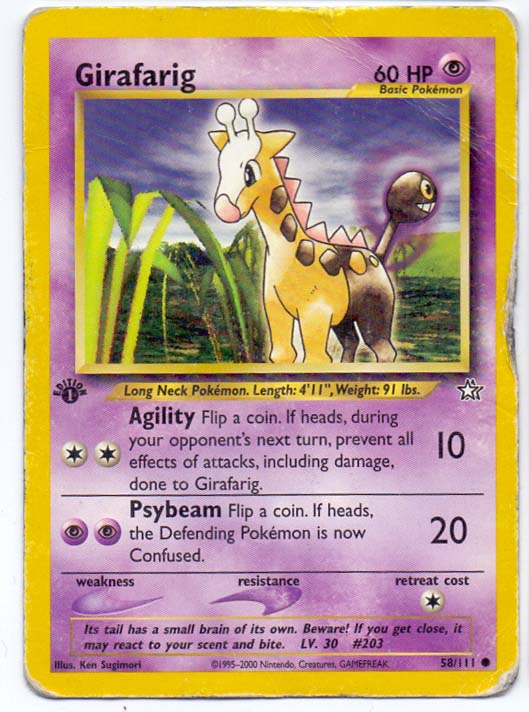 Girafarig
60 HP
Basic Pokémon
EDITION
1
Long Neck Pokémon. Length: 4'11", Weight: 91 lbs.
Agility Flip a coin. If heads, during
your opponent's next turn, prevent all
effects of attacks, including damage,
done to Girafarig.
10
Psybeam Flip a coin. If heads,
the Defending Pokémon is now
Confused.
20
weakness resistance retreat cost
Its tail has a small brain of its own. Beware! If you get close, it
may react to your scent and bite. LV. 30 #203
Illus. Ken Sugimori ©1995-2000 Nintendo, Creatures, GAMEFREAK. 58/111